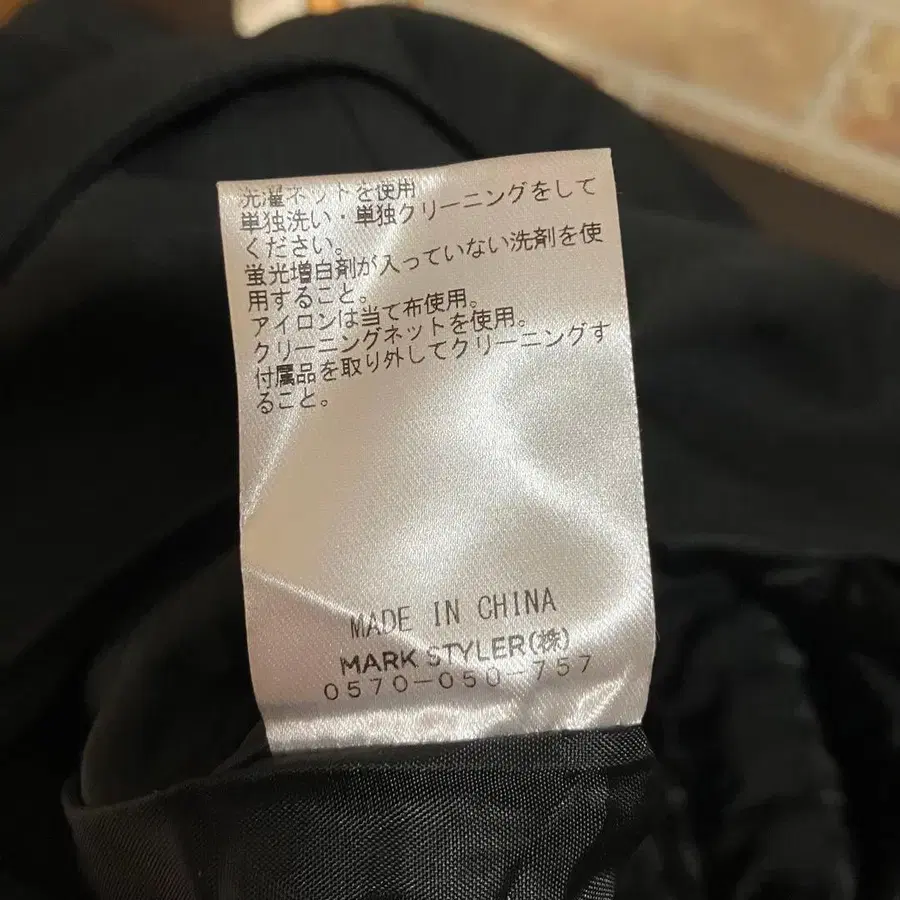 洗濯ネットを使用
単独洗い・単独クリーニングをして
ください。
蛍光増白剤が入っていない洗剤を使
用すること。
アイロンは当て布使用。
クリーニングネットを使用。
付属品を取り外してクリーニングす
ること。
MADE IN CHINA
MARK STYLER(株)
0570-050-757